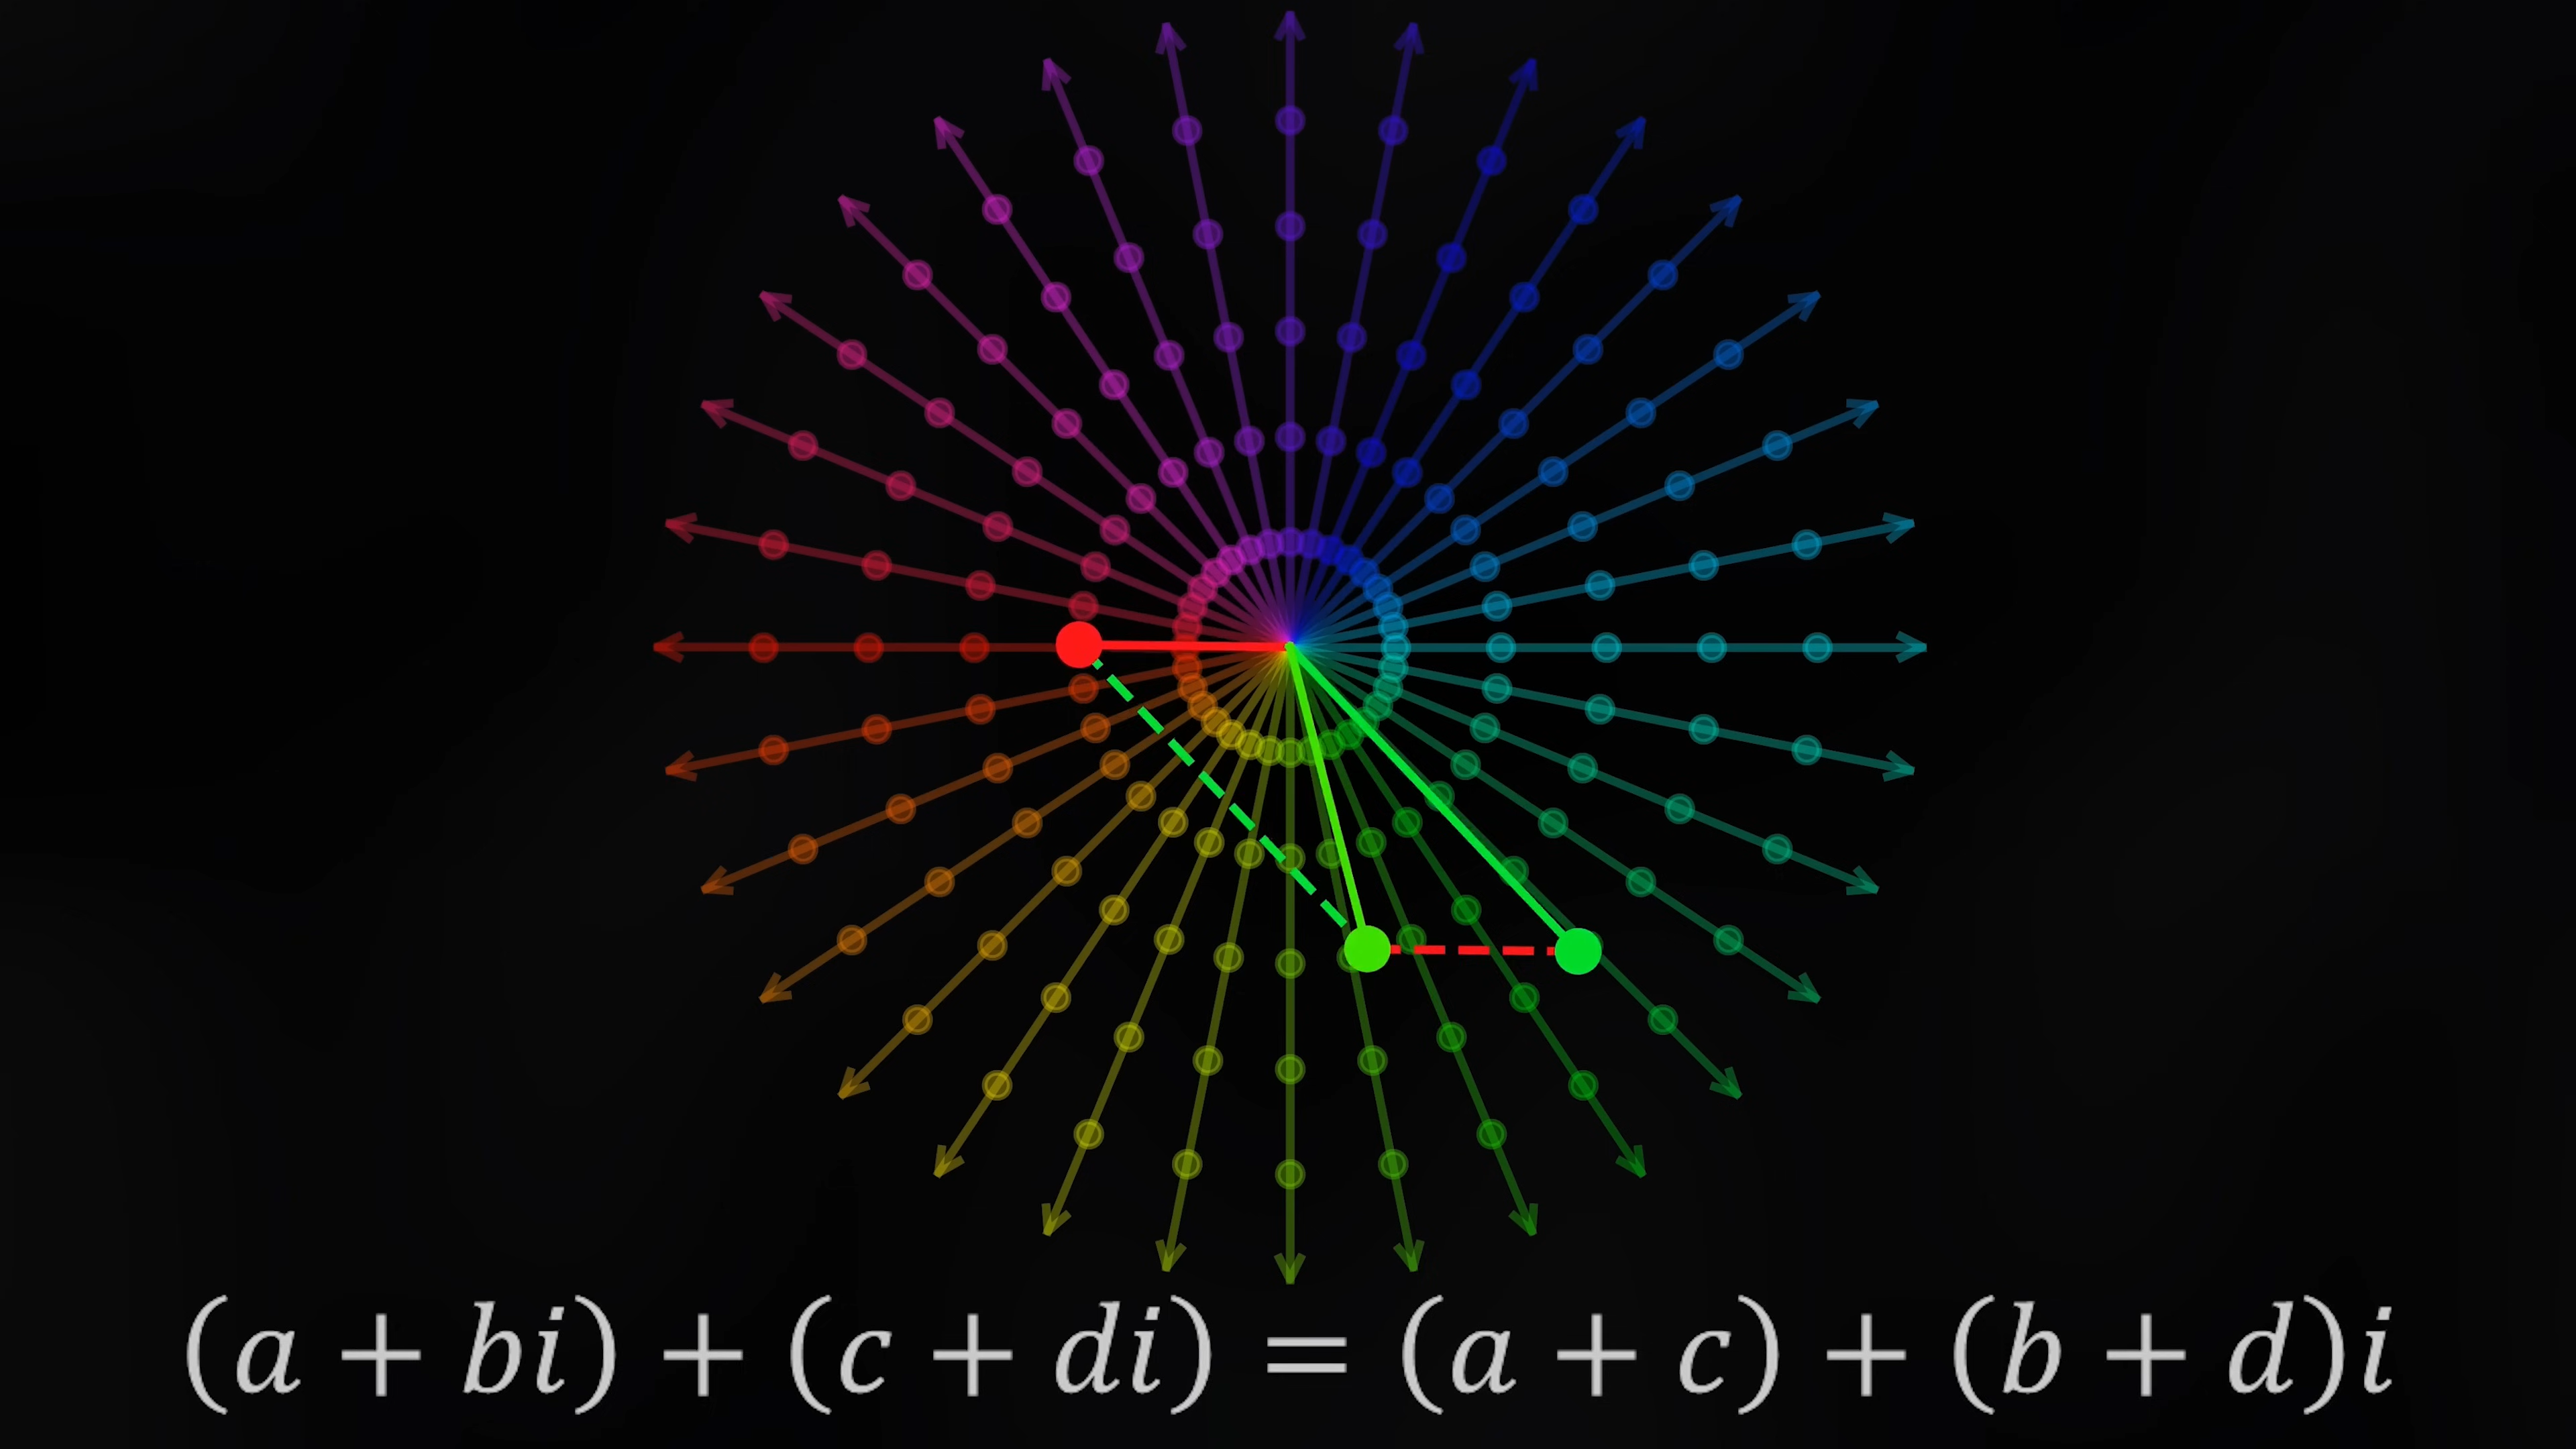 (a + bi) + (c + di) = (a + c) + (b + d)i